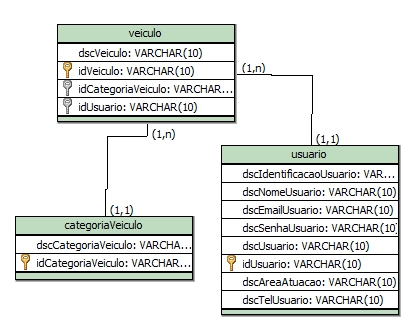 veiculo
dscVeiculo: VARCHAR(10)
idVeiculo: VARCHAR(10)
idCategoriaVeiculo: VARCHAR...
idUsuario: VARCHAR(10)
(1,n)
(1,n)
(1,1)
usuario
dscIdentificacaoUsuario: VAR...
dscNomeUsuario: VARCHAR(10)
dscEmailUsuario: VARCHAR(10)
dscSenhaUsuario: VARCHAR(10)
dscUsuario: VARCHAR(10)
idUsuario: VARCHAR(10)
dscAreaAtuacao: VARCHAR(10)
dscTelUsuario: VARCHAR(10)
(1,1)
categoriaVeiculo
dscCategoriaVeiculo: VARCHA...
idCategoriaVeiculo: VARCHAR...